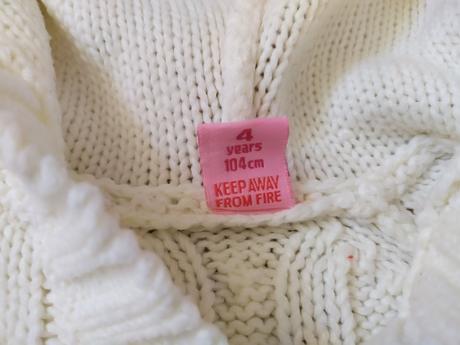 4
years
104cm
KEEP AWAY
FROM FIRE